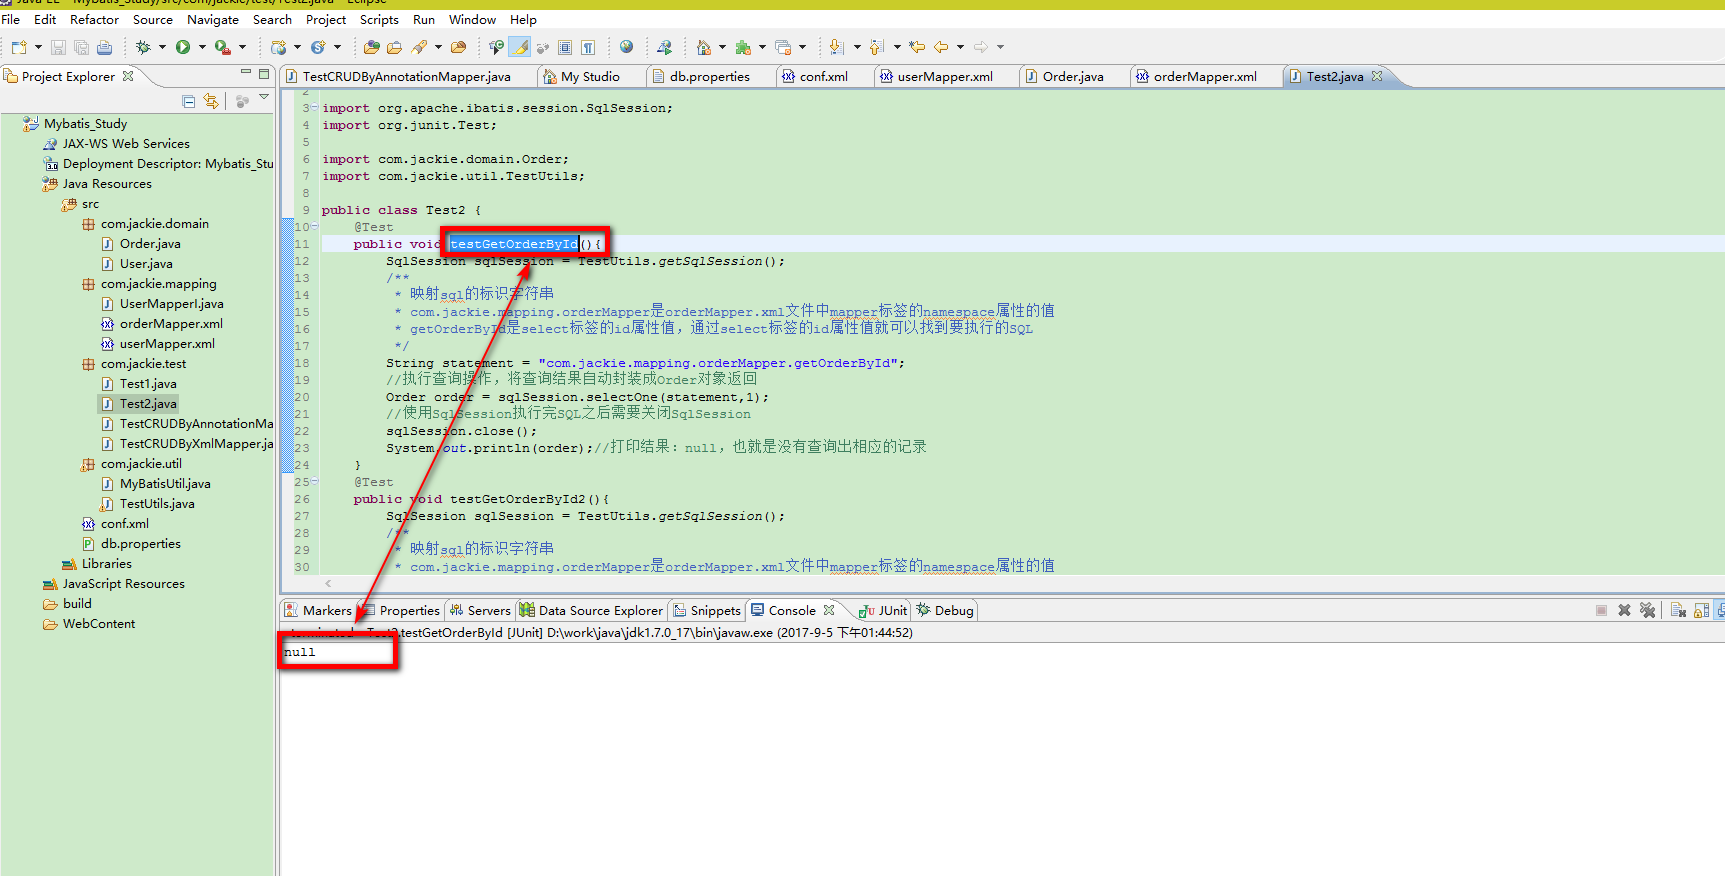 Java EE - Mybatis_Study/src/com/jackie/test/Test2.java - Eclipse
File Edit Refactor Source Navigate Search Project Scripts Run Window Help
Project Explorer
TestCRUDByAnnotationMapper.java My Studio db.properties conf.xml userMapper.xml Order.java orderMapper.xml Test2.java
Mybatis_Study
JAX-WS Web Services
Deployment Descriptor: Mybatis_Stu
Java Resources
src
com.jackie.domain
Order.java
User.java
com.jackie.mapping
UserMapperI.java
orderMapper.xml
userMapper.xml
com.jackie.test
Test1.java
Test2.java
TestCRUDByAnnotationMa
TestCRUDByXmlMapper.ja
com.jackie.util
MyBatisUtil.java
TestUtils.java
conf.xml
db.properties
Libraries
JavaScript Resources
build
WebContent
2
3 import org.apache.ibatis.session.SqlSession;
4 import org.junit.Test;
5
6 import com.jackie.domain.Order;
7 import com.jackie.util.TestUtils;
8
9 public class Test2 {
10 @Test
11 public void testGetOrderById(){
12 SqlSession sqlSession = TestUtils.getSqlSession();
13 /**
14 * 映射sql的标识字符串
15 * com.jackie.mapping.orderMapper是orderMapper.xml文件中mapper标签的namespace属性的值
16 * getOrderById是select标签的id属性值，通过select标签的id属性值就可以找到要执行的SQL
17 */
18 String statement = "com.jackie.mapping.orderMapper.getOrderById";
19 //执行查询操作，将查询结果自动封装成Order对象返回
20 Order order = sqlSession.selectOne(statement,1);
21 //使用SqlSession执行完SQL之后需要关闭SqlSession
22 sqlSession.close();
23 System.out.println(order);//打印结果：null，也就是没有查询出相应的记录
24 }
25 @Test
26 public void testGetOrderById2(){
27 SqlSession sqlSession = TestUtils.getSqlSession();
28 /**
29 * 映射sql的标识字符串
30 * com.jackie.mapping.orderMapper是orderMapper.xml文件中mapper标签的namespace属性的值
Markers Properties Servers Data Source Explorer Snippets Console JUnit Debug
Test2.testGetOrderById [JUnit] D:\work\java\jdk1.7.0_17\bin\javaw.exe (2017-9-5 下午01:44:52)
null